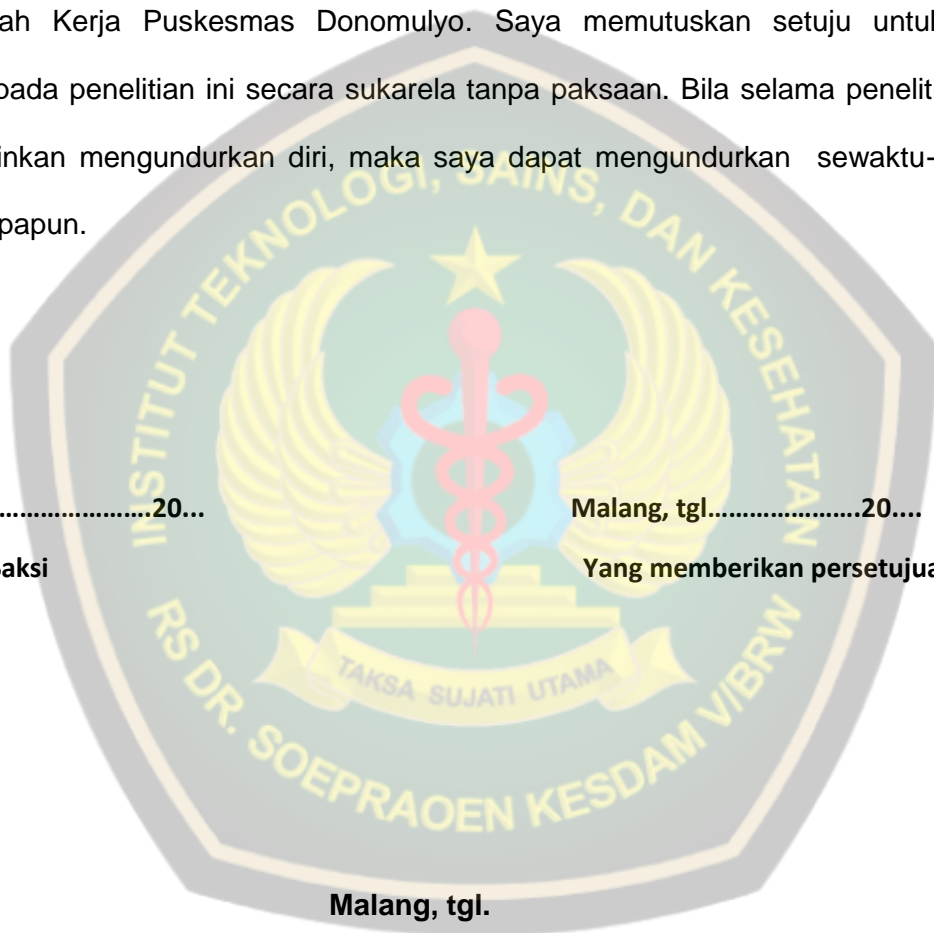 ah Kerja Puskesmas Donomulyo. Saya memutuskan setuju untuk
pada penelitian ini secara sukarela tanpa paksaan. Bila selama penelit
inkan mengundurkan diri, maka saya dapat mengundurkan sewaktu-
papun.
INSTITUT TEKNOLOGI, SAINS, DAN KESEHATAN
......................20... Malang, tgl......................20....
saksi Yang memberikan persetujua
TAKSA SUJATI UTAMA
RS DR. SOEPRAOEN KESDAM V/BRW
Malang, tgl.